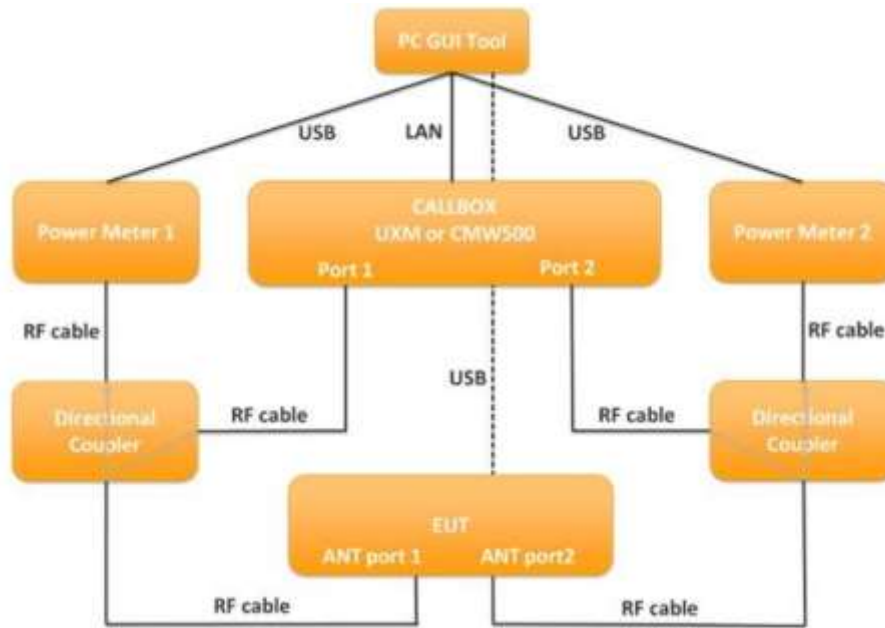 PC GUI Tool
USB
LAN
USB
Power Meter 1
CALLBOX
UXM or CMW500
Port 1
Port 2
Power Meter 2
RF cable
RF cable
USB
Directional
Coupler
RF cable
RF cable
Directional
Coupler
EUT
ANT port 1
ANT port2
RF cable
RF cable